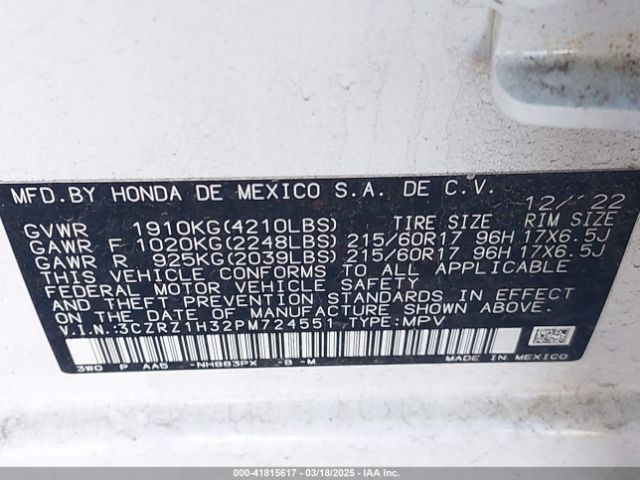 MFD.BY HONDA DE MEXICO S.A. DE C.V. 12/'22
GVWR 1910KG(4210LBS) TIRE SIZE RIM SIZE
GAWR F 1020KG(2248LBS) 215/60R17 96H 17X6.5J
GAWR R 925KG(2039LBS) 215/60R17 96H 17X6.5J
THIS VEHICLE CONFORMS TO ALL APPLICABLE
FEDERAL MOTOR VEHICLE SAFETY
AND THEFT PREVENTION STANDARDS IN EFFECT
ON THE DATE OF MANUFACTURE SHOWN ABOVE.
V.I.N.:3CZRZ1H32PM724551 TYPE:MPV
MADE IN MEXICO
3W0 P AA5 -NH883PX -B -M
000-41815617 - 03/18/2025 - IAAI.com